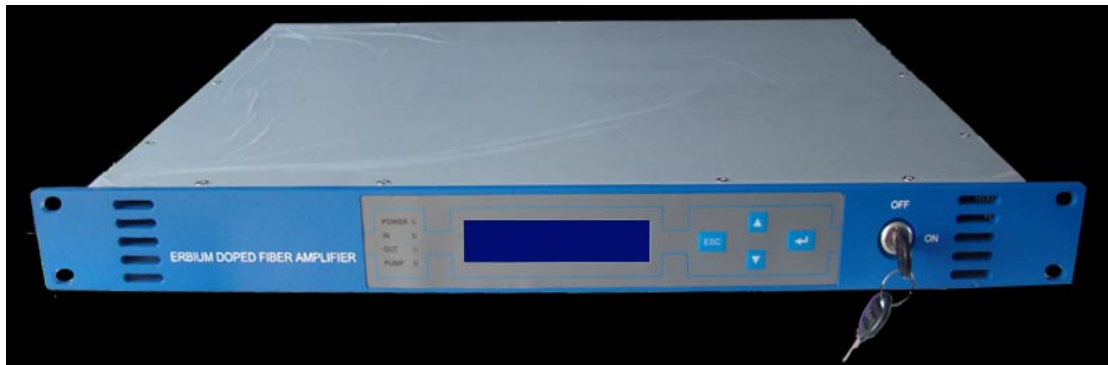 ERBIUM DOPED FIBER AMPLIFIER
POWER
IN
OUT
PUMP
ESC
OFF
ON